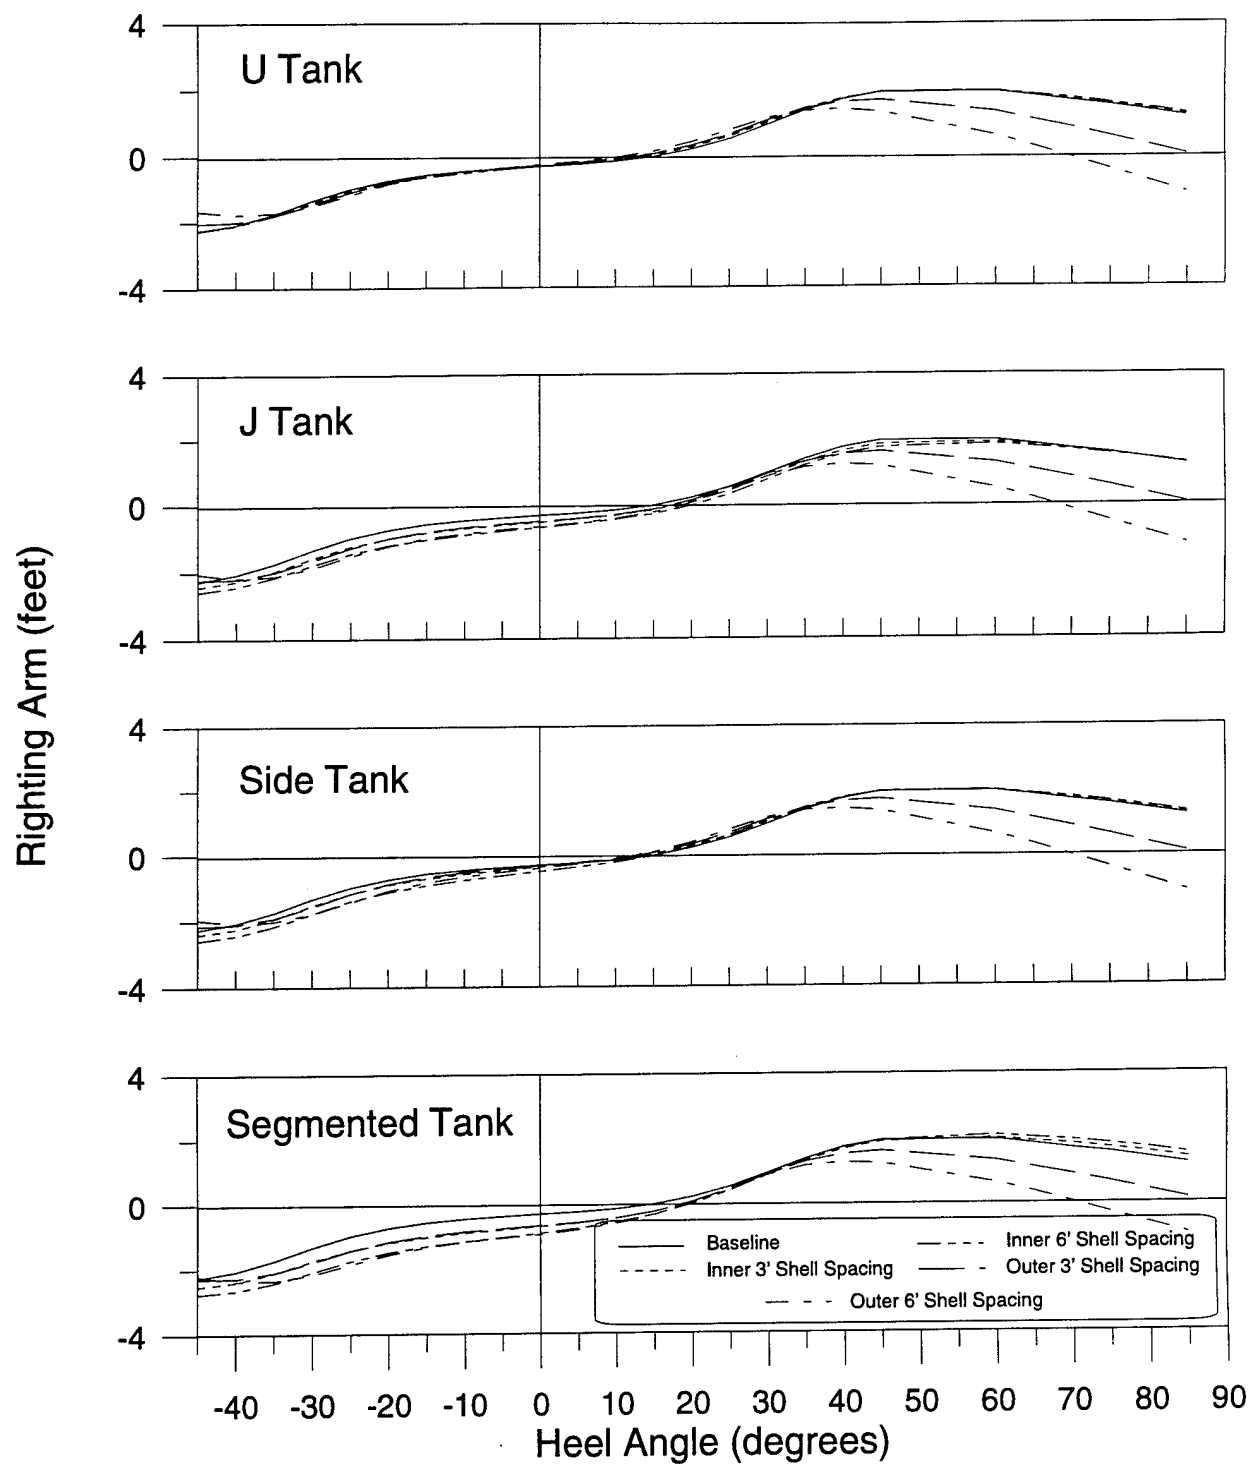 4
U Tank
0
-4
4
J Tank
0
-4
Righting Arm (feet)
4
Side Tank
0
-4
4
Segmented Tank
0
Baseline
Inner 6' Shell Spacing
Inner 3' Shell Spacing
Outer 3' Shell Spacing
Outer 6' Shell Spacing
-4
-40 -30 -20 -10 0 10 20 30 40 50 60 70 80 90
Heel Angle (degrees)